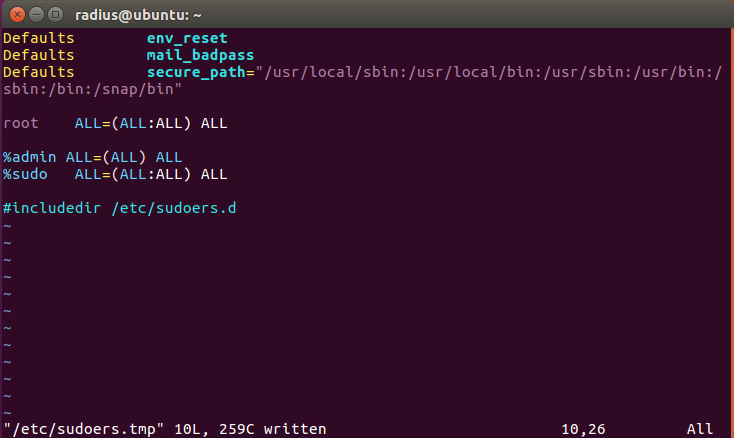 radius@ubuntu: ~
Defaults        env_reset
Defaults        mail_badpass
Defaults        secure_path="/usr/local/sbin:/usr/local/bin:/usr/sbin:/usr/bin:/
sbin:/bin:/snap/bin"
root    ALL=(ALL:ALL) ALL
%admin ALL=(ALL) ALL
%sudo   ALL=(ALL:ALL) ALL
#includedir /etc/sudoers.d
~
~
~
~
~
~
~
~
~
~
~
~
"/etc/sudoers.tmp" 10L, 259C written                          10,26         All